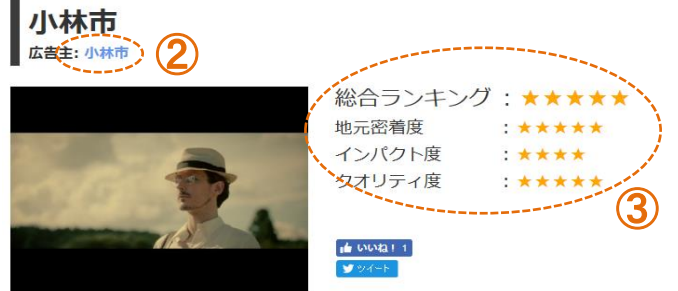 小林市
広告主: 小林市
②
総合ランキング : ★★★★★
地元密着度 : ★★★★★
インパクト度 : ★★★★
クオリティ度 : ★★★★★
③
いいね! 1
ツイート